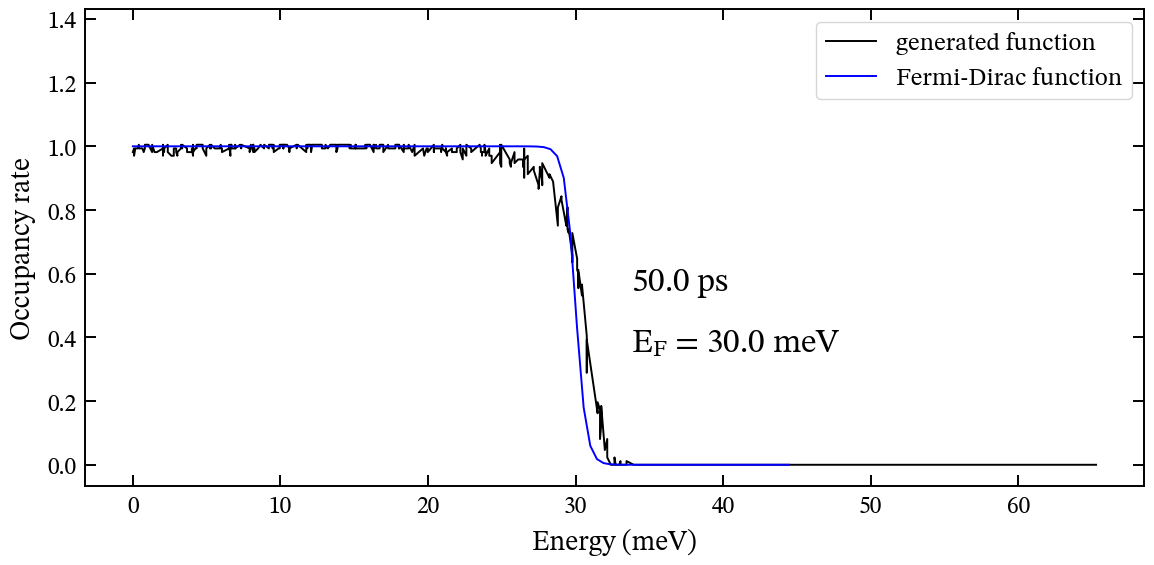 1.4
1.2
1.0
0.8
0.6
0.4
0.2
0.0
Occupancy rate
generated function
Fermi-Dirac function
50.0 ps
E_F = 30.0 meV
0 10 20 30 40 50 60
Energy (meV)